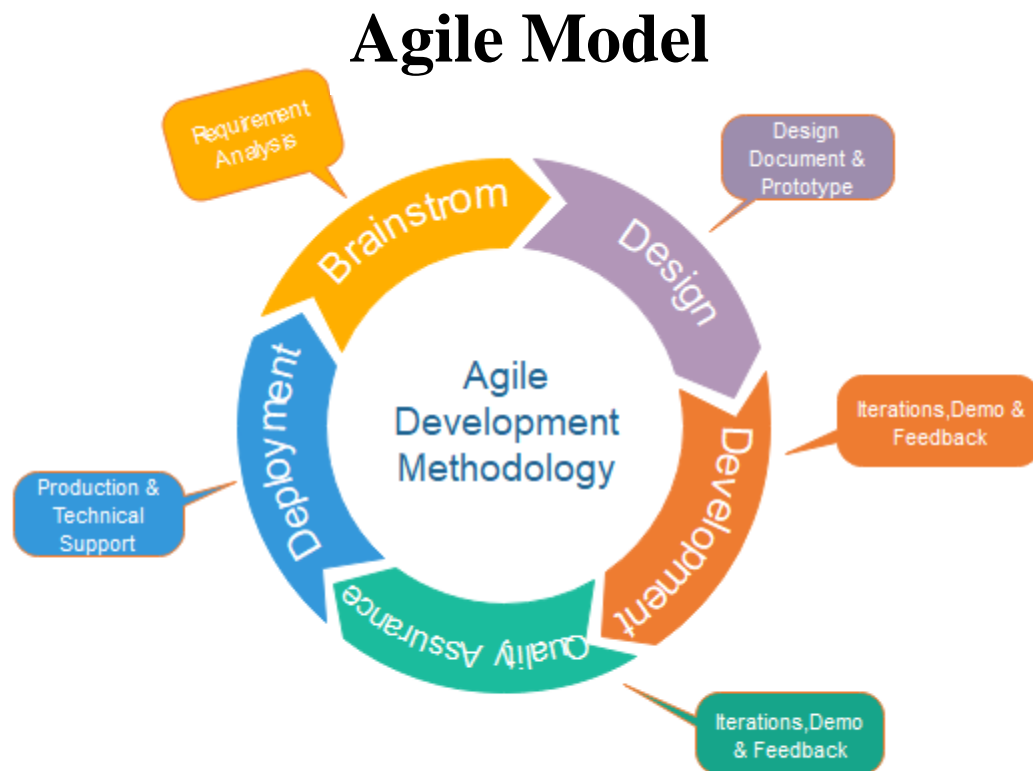 Agile Model
Requirement
Analysis
Brainstrom
Design
Document &
Prototype
Design
Iterations,Demo &
Feedback
Development
Agile
Development
Methodology
Deployment
Production &
Technical
Support
Quality Assurance
Iterations,Demo
& Feedback